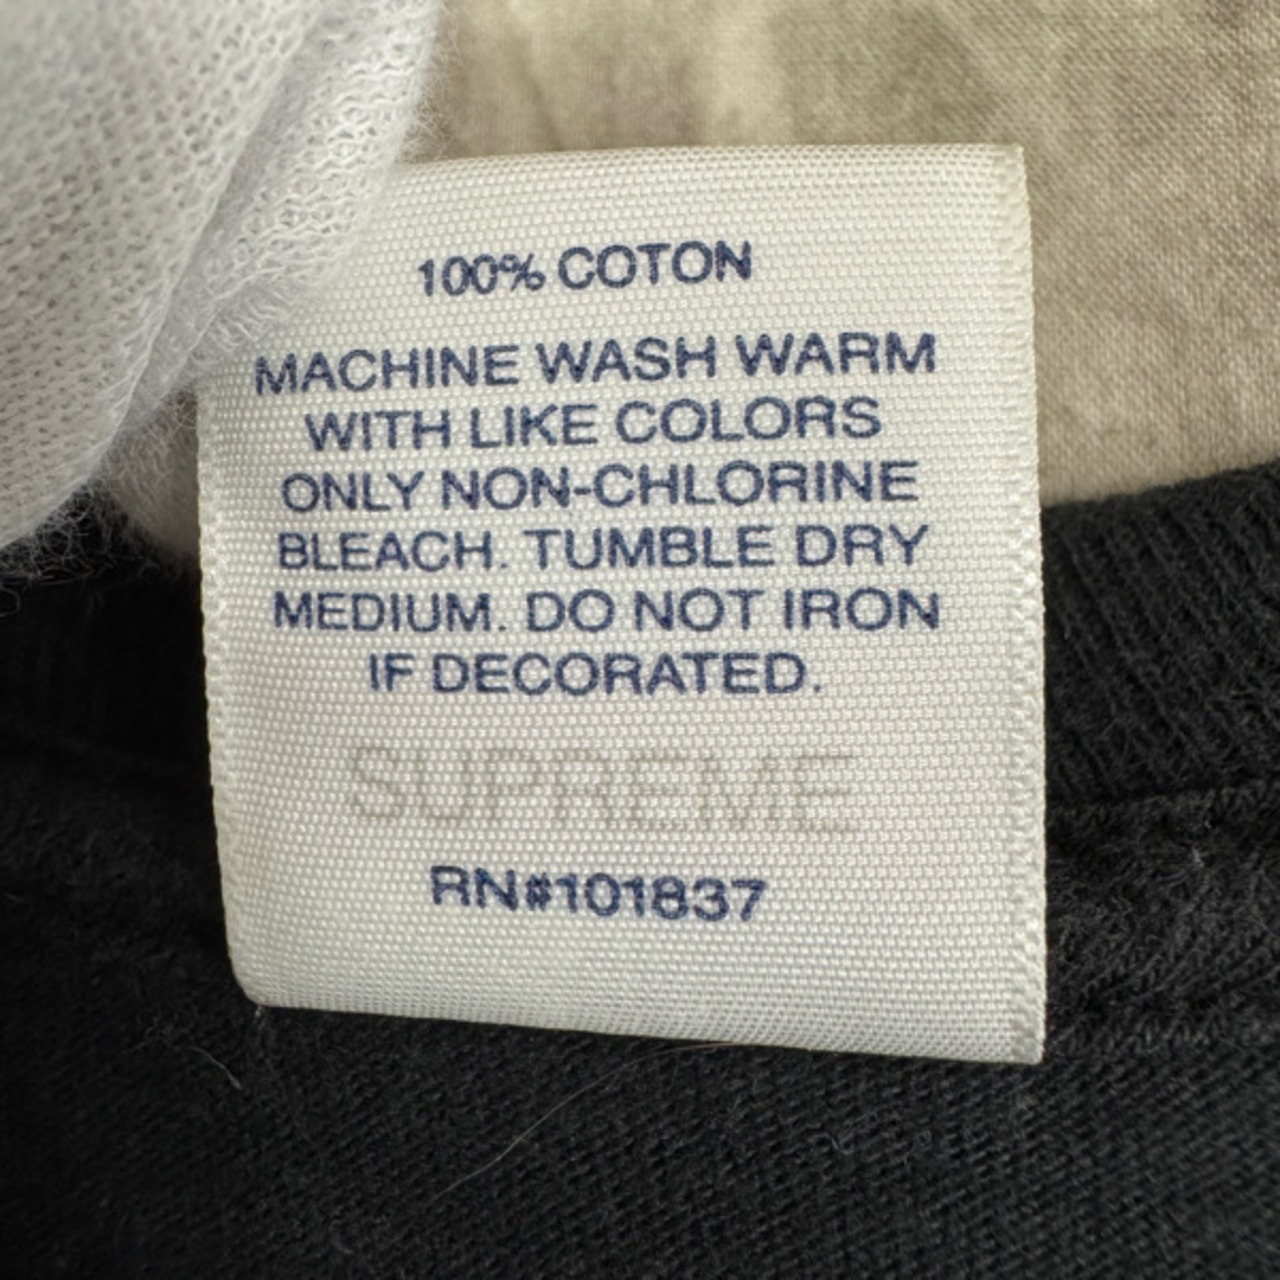 100% COTON
MACHINE WASH WARM
WITH LIKE COLORS
ONLY NON-CHLORINE
BLEACH. TUMBLE DRY
MEDIUM. DO NOT IRON
IF DECORATED.
SUPREME
RN#101837